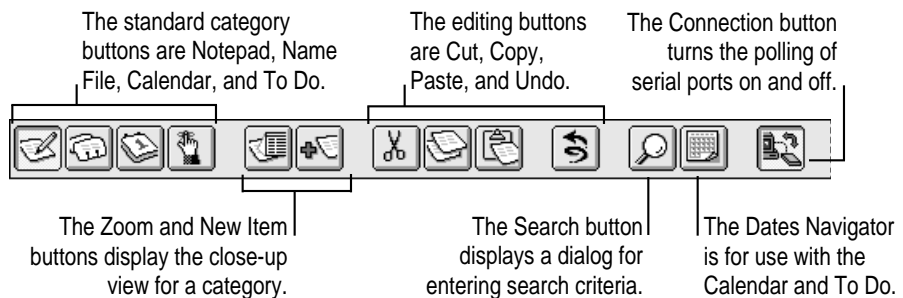 The standard category
buttons are Notepad, Name
File, Calendar, and To Do.
The editing buttons
are Cut, Copy,
Paste, and Undo.
The Connection button
turns the polling of
serial ports on and off.
The Zoom and New Item
buttons display the close-up
view for a category.
The Search button
displays a dialog for
entering search criteria.
The Dates Navigator
is for use with the
Calendar and To Do.